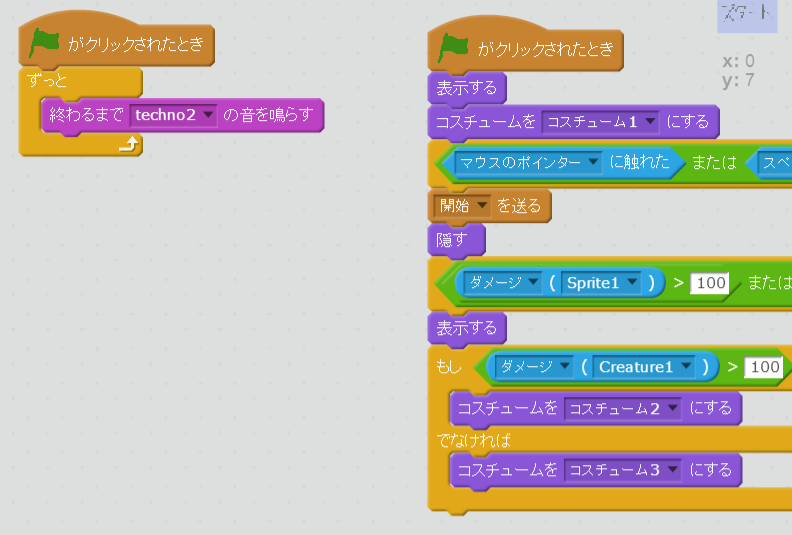 がクリックされたとき
ずっと
終わるまで techno2 の音を鳴らす
がクリックされたとき
表示する
コスチュームを コスチューム1 にする
マウスのポインター に触れた または スペ
開始 を送る
隠す
ダメージ ( Sprite1 ) > 100 または
表示する
もし ダメージ ( Creature1 ) > 100
コスチュームを コスチューム2 にする
でなければ
コスチュームを コスチューム3 にする
スタート
x: 0
y: 7